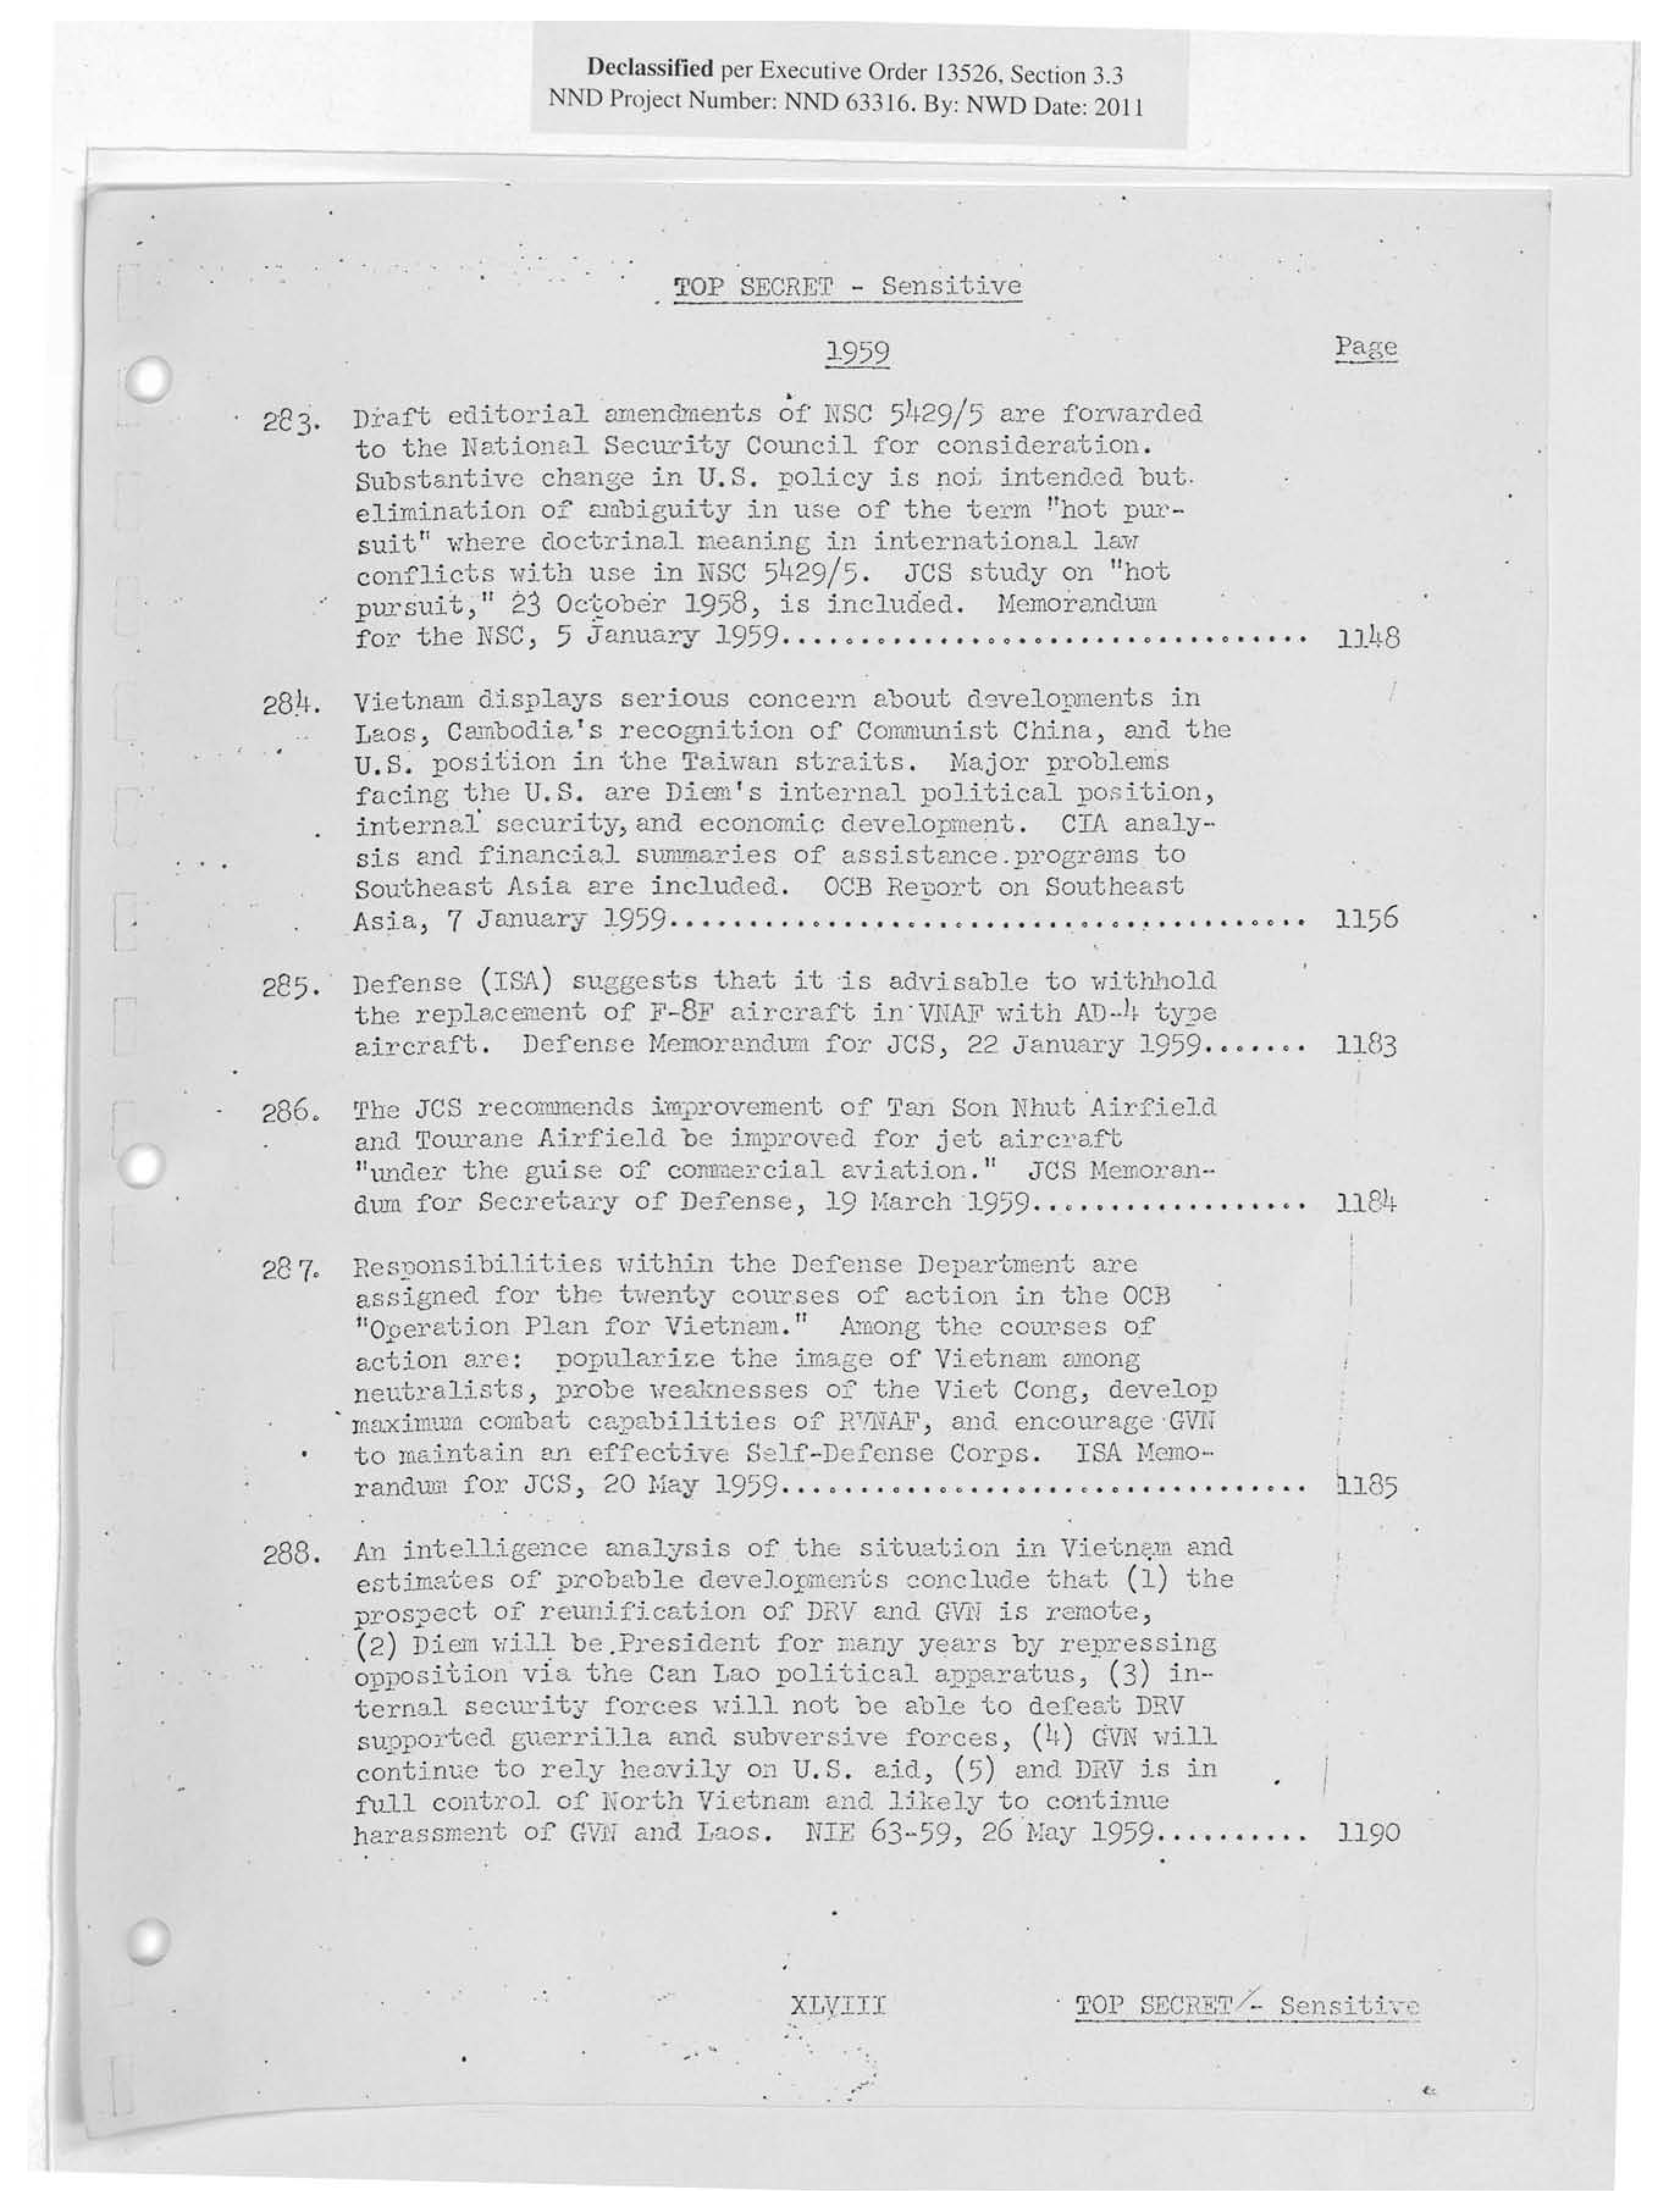 Declassified per Executive Order 13526, Section 3.3
NND Project Number: NND 63316. By: NWD Date: 2011
TOP SECRET - Sensitive
1959
Page
283. Draft editorial amendments of NSC 5429/5 are forwarded
to the National Security Council for consideration.
Substantive change in U.S. policy is not intended but
elimination of ambiguity in use of the term "hot pur-
suit" where doctrinal meaning in international law
conflicts with use in NSC 5429/5. JCS study on "hot
pursuit," 23 October 1958, is included. Memorandum
for the NSC, 5 January 1959.................................. 1148
284. Vietnam displays serious concern about developments in
Laos, Cambodia's recognition of Communist China, and the
U.S. position in the Taiwan straits. Major problems
facing the U.S. are Diem's internal political position,
internal security, and economic development. CIA analy-
sis and financial summaries of assistance programs to
Southeast Asia are included. OCB Report on Southeast
Asia, 7 January 1959......................................... 1156
285. Defense (ISA) suggests that it is advisable to withhold
the replacement of F-8F aircraft in VNAF with AD-4 type
aircraft. Defense Memorandum for JCS, 22 January 1959....... 1183
286. The JCS recommends improvement of Tan Son Nhut Airfield
and Tourane Airfield be improved for jet aircraft
"under the guise of commercial aviation." JCS Memoran-
dum for Secretary of Defense, 19 March 1959.................. 1184
287. Responsibilities within the Defense Department are
assigned for the twenty courses of action in the OCB
"Operation Plan for Vietnam." Among the courses of
action are: popularize the image of Vietnam among
neutralists, probe weaknesses of the Viet Cong, develop
maximum combat capabilities of RVNAF, and encourage GVN
to maintain an effective Self-Defense Corps. ISA Memo-
randum for JCS, 20 May 1959.................................. 1185
288. An intelligence analysis of the situation in Vietnam and
estimates of probable developments conclude that (1) the
prospect of reunification of DRV and GVN is remote,
(2) Diem will be President for many years by repressing
opposition via the Can Lao political apparatus, (3) in-
ternal security forces will not be able to defeat DRV
supported guerrilla and subversive forces, (4) GVN will
continue to rely heavily on U.S. aid, (5) and DRV is in
full control of North Vietnam and likely to continue
harassment of GVN and Laos. NIE 63-59, 26 May 1959.......... 1190
XLVIII
TOP SECRET - Sensitive